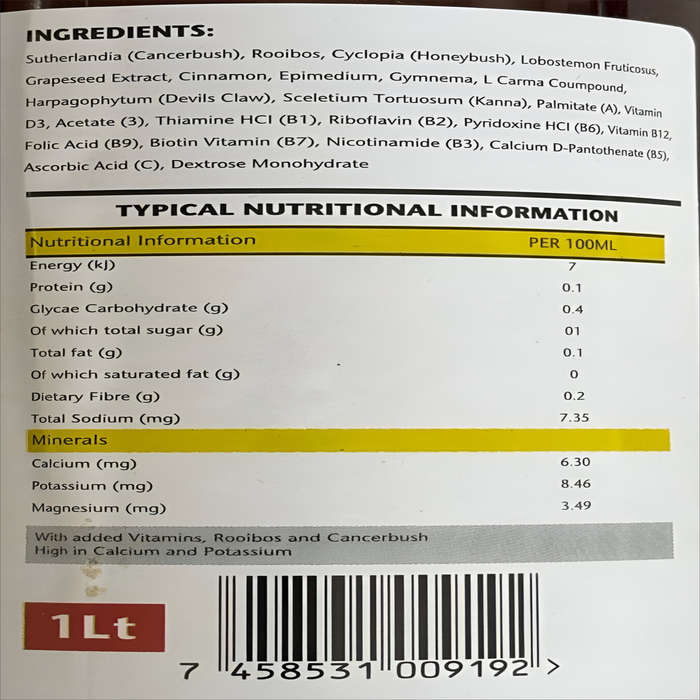 INGREDIENTS:
Sutherlandia (Cancerbush), Rooibos, Cyclopia (Honeybush), Lobostemon Fruticosus,
Grapeseed Extract, Cinnamon, Epimedium, Gymnema, L Carma Coumpound,
Harpagophytum (Devils Claw), Sceletium Tortuosum (Kanna), Palmitate (A), Vitamin
D3, Acetate (3), Thiamine HCI (B1), Riboflavin (B2), Pyridoxine HCI (B6), Vitamin B12,
Folic Acid (B9), Biotin Vitamin (B7), Nicotinamide (B3), Calcium D-Pantothenate (B5),
Ascorbic Acid (C), Dextrose Monohydrate
TYPICAL NUTRITIONAL INFORMATION
Nutritional Information PER 100ML
Energy (kJ) 7
Protein (g) 0.1
Glycae Carbohydrate (g) 0.4
Of which total sugar (g) 01
Total fat (g) 0.1
Of which saturated fat (g) 0
Dietary Fibre (g) 0.2
Total Sodium (mg) 7.35
Minerals
Calcium (mg) 6.30
Potassium (mg) 8.46
Magnesium (mg) 3.49
With added Vitamins, Rooibos and Cancerbush
High in Calcium and Potassium
1Lt
7 458531 009192 >